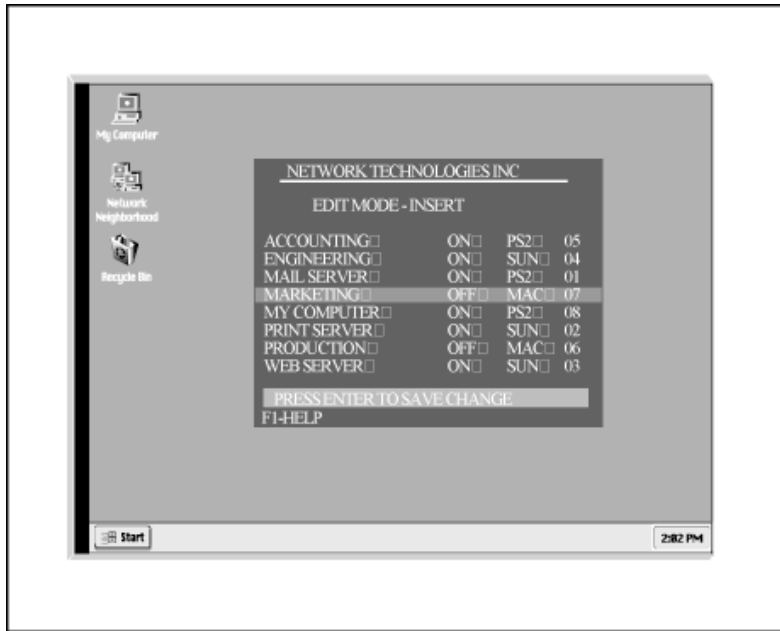 My Computer
Network
Neighborhood
Recycle Bin
NETWORK TECHNOLOGIES INC
EDIT MODE - INSERT
ACCOUNTING□ ON□ PS2□ 05
ENGINEERING□ ON□ SUN□ 04
MAIL SERVER□ ON□ PS2□ 01
MARKETING□ OFF□ MAC□ 07
MY COMPUTER□ ON□ PS2□ 08
PRINT SERVER□ ON□ SUN□ 02
PRODUCTION□ OFF□ MAC□ 06
WEB SERVER□ ON□ SUN□ 03
PRESS ENTER TO SAVE CHANGE
F1-HELP
Start
2:02 PM